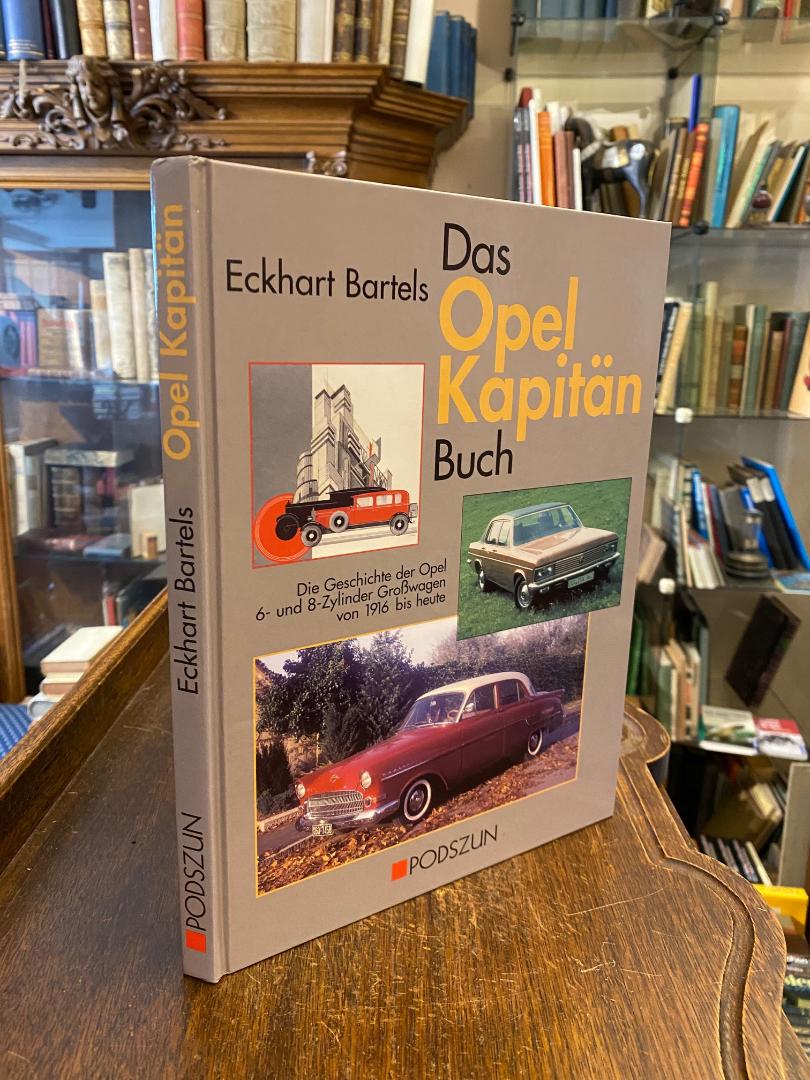 Opel Kapitän
Eckhart Bartels
PODSZUN
Eckhart Bartels
Das
Opel
Kapitän
Buch
Die Geschichte der Opel
6- und 8-Zylinder Großwagen
von 1916 bis heute
PODSZUN